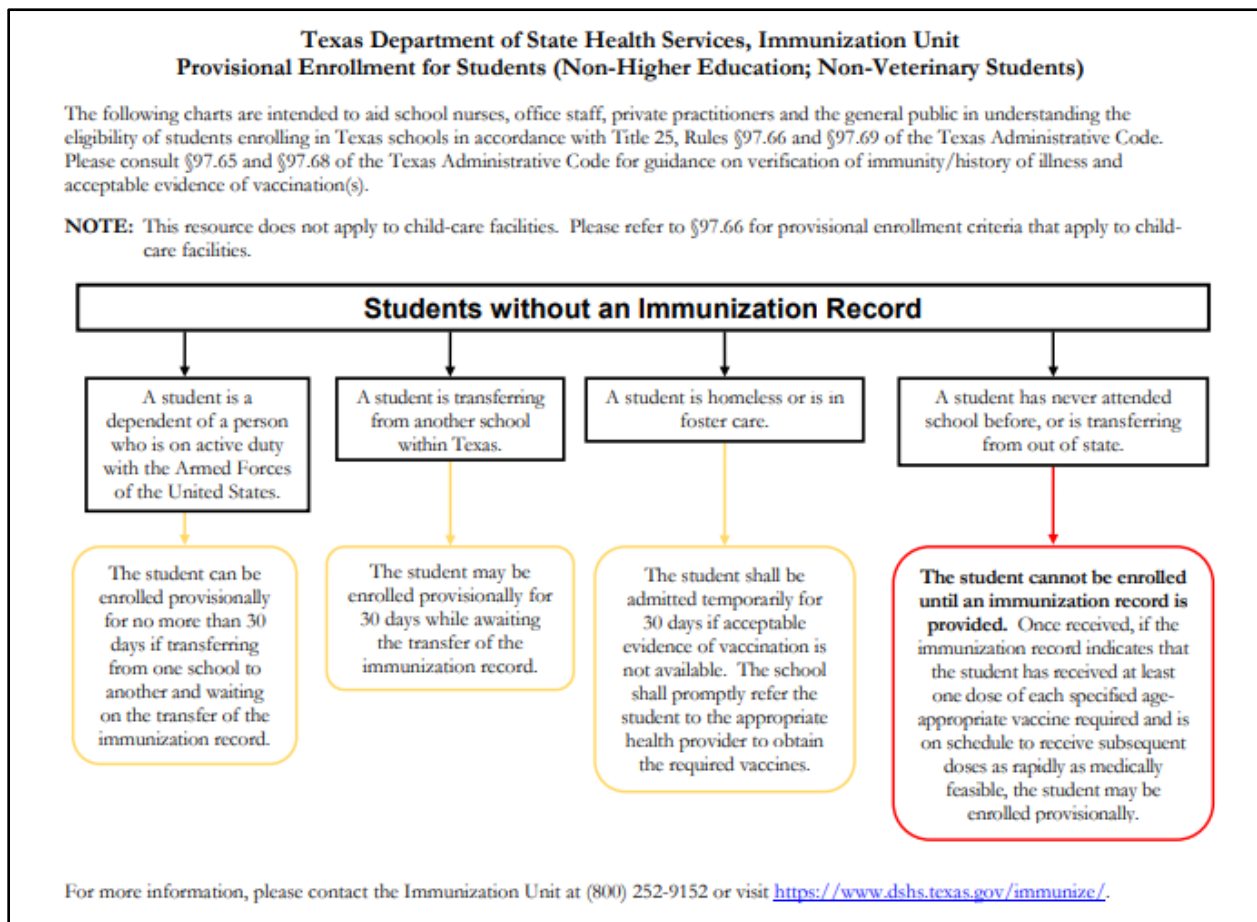 Texas Department of State Health Services, Immunization Unit
Provisional Enrollment for Students (Non-Higher Education; Non-Veterinary Students)
The following charts are intended to aid school nurses, office staff, private practitioners and the general public in understanding the
eligibility of students enrolling in Texas schools in accordance with Title 25, Rules §97.66 and §97.69 of the Texas Administrative Code.
Please consult §97.65 and §97.68 of the Texas Administrative Code for guidance on verification of immunity/history of illness and
acceptable evidence of vaccination(s).
NOTE: This resource does not apply to child-care facilities. Please refer to §97.66 for provisional enrollment criteria that apply to child-
care facilities.
Students without an Immunization Record
A student is a
dependent of a person
who is on active duty
with the Armed Forces
of the United States.
The student can be
enrolled provisionally
for no more than 30
days if transferring
from one school to
another and waiting
on the transfer of the
immunization record.
A student is transferring
from another school
within Texas.
The student may be
enrolled provisionally for
30 days while awaiting
the transfer of the
immunization record.
A student is homeless or is in
foster care.
The student shall be
admitted temporarily for
30 days if acceptable
evidence of vaccination is
not available. The school
shall promptly refer the
student to the appropriate
health provider to obtain
the required vaccines.
A student has never attended
school before, or is transferring
from out of state.
The student cannot be enrolled
until an immunization record is
provided. Once received, if the
immunization record indicates that
the student has received at least
one dose of each specified age-
appropriate vaccine required and is
on schedule to receive subsequent
doses as rapidly as medically
feasible, the student may be
enrolled provisionally.
For more information, please contact the Immunization Unit at (800) 252-9152 or visit https://www.dshs.texas.gov/immunize/.